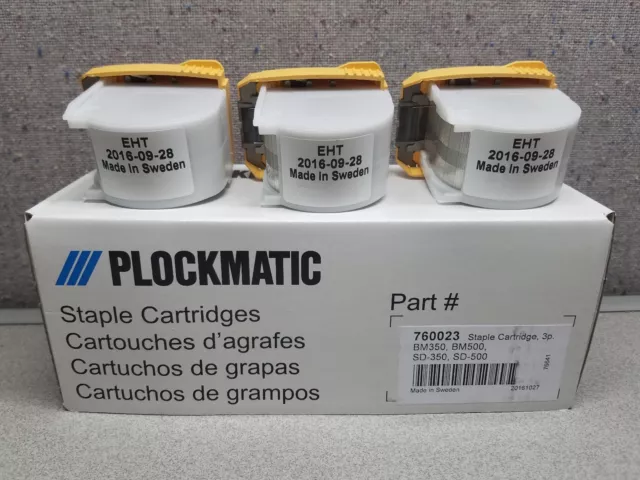 EHT
2016-09-28
Made in Sweden
EHT
2016-09-28
Made in Sweden
EHT
2016-09-28
Made in Sweden
PLOCKMATIC
Staple Cartridges
Cartouches d'agrafes
Cartuchos de grapas
Cartuchos de grampos
Part #
760023 Staple Cartridge, 3p.
BM350, BM500,
SD-350, SD-500
76041
Made in Sweden 20161027